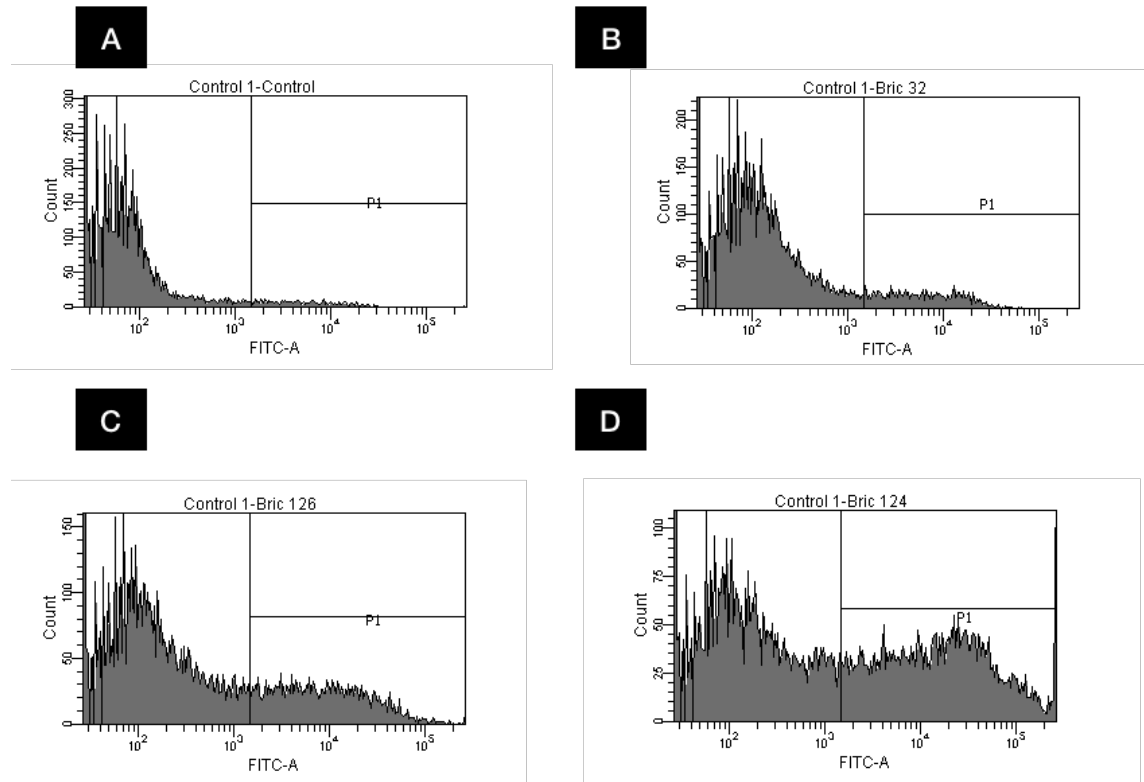 A
Control 1-Control
Count
300
250
200
150
100
50
0
P1
10²
10³
10⁴
10⁵
FITC-A
B
Control 1-Bric 32
Count
200
150
100
50
0
P1
10²
10³
10⁴
10⁵
FITC-A
C
Control 1-Bric 126
Count
150
100
50
0
P1
10²
10³
10⁴
10⁵
FITC-A
D
Control 1-Bric 124
Count
100
75
50
25
0
P1
10²
10³
10⁴
10⁵
FITC-A